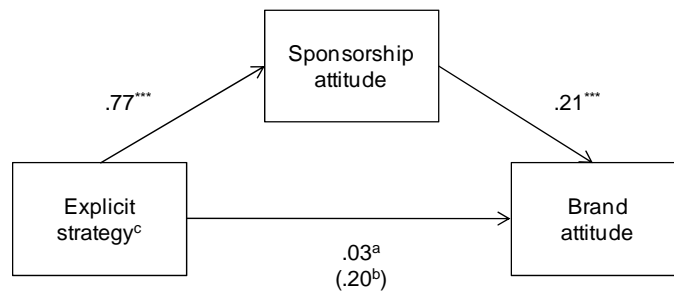 Sponsorship
attitude
.77***
.21***
Explicit
strategyᶜ
Brand
attitude
.03ᵃ
(.20ᵇ)